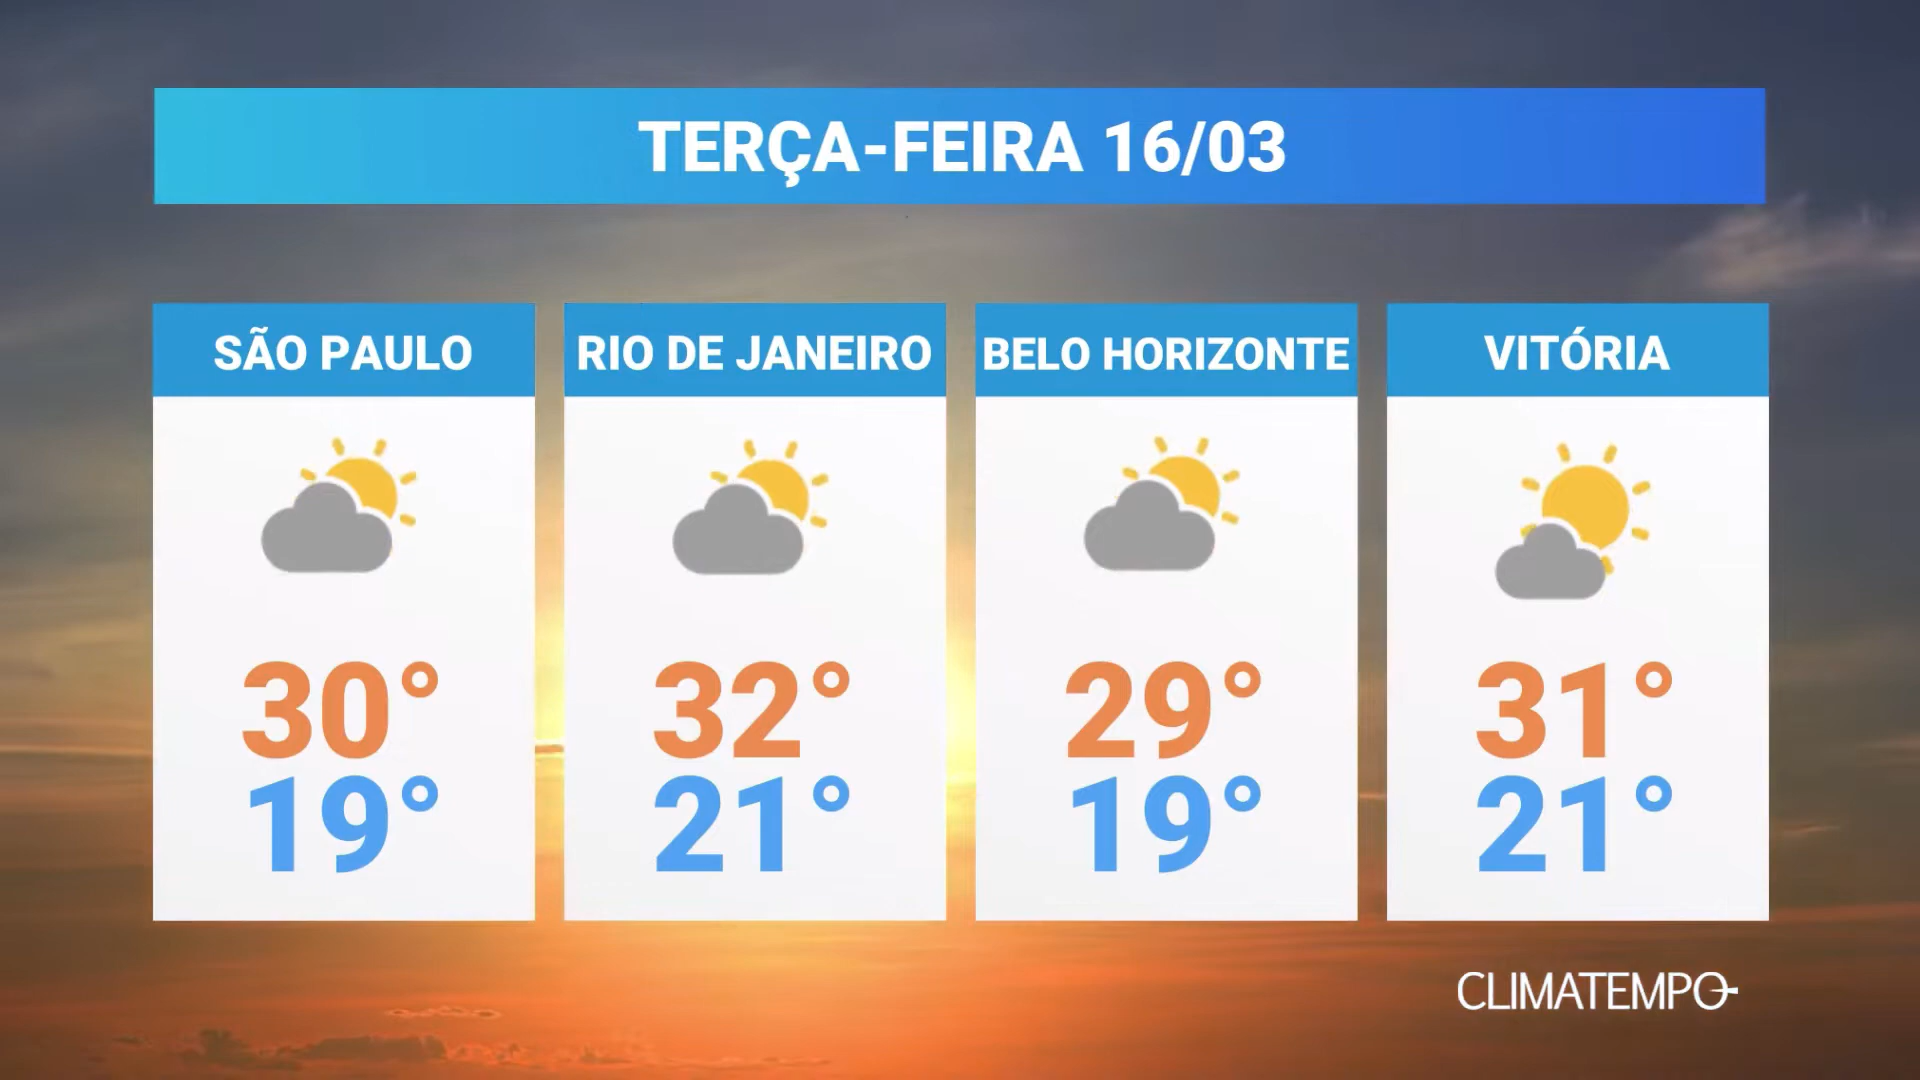 TERÇA-FEIRA 16/03
SÃO PAULO
30°
19°
RIO DE JANEIRO
32°
21°
BELO HORIZONTE
29°
19°
VITÓRIA
31°
21°
CLIMATEMPO